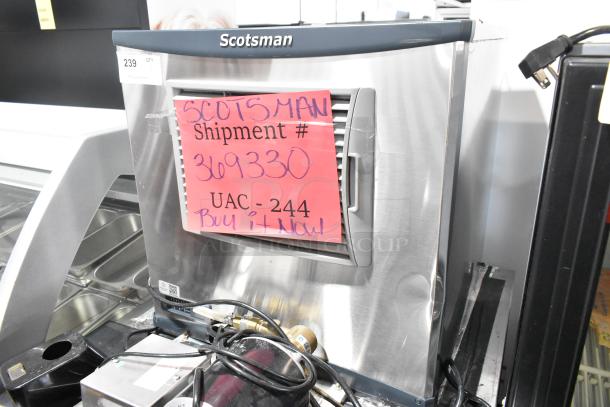 Scotsman
239
SCOTSMAN
Shipment #
369330
UAC - 244
Buy it Now